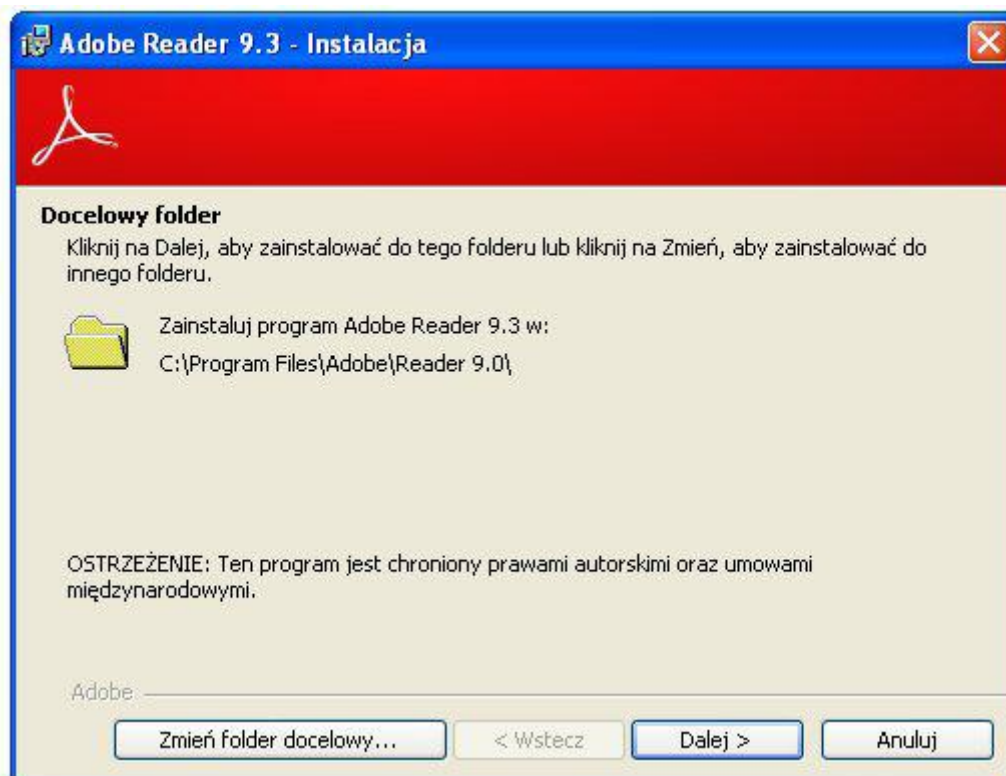 Adobe Reader 9.3 - Instalacja
Docelowy folder
Kliknij na Dalej, aby zainstalować do tego folderu lub kliknij na Zmień, aby zainstalować do
innego folderu.
Zainstaluj program Adobe Reader 9.3 w:
C:\Program Files\Adobe\Reader 9.0\
OSTRZEŻENIE: Ten program jest chroniony prawami autorskimi oraz umowami
międzynarodowymi.
Adobe
Zmień folder docelowy... < Wstecz Dalej > Anuluj